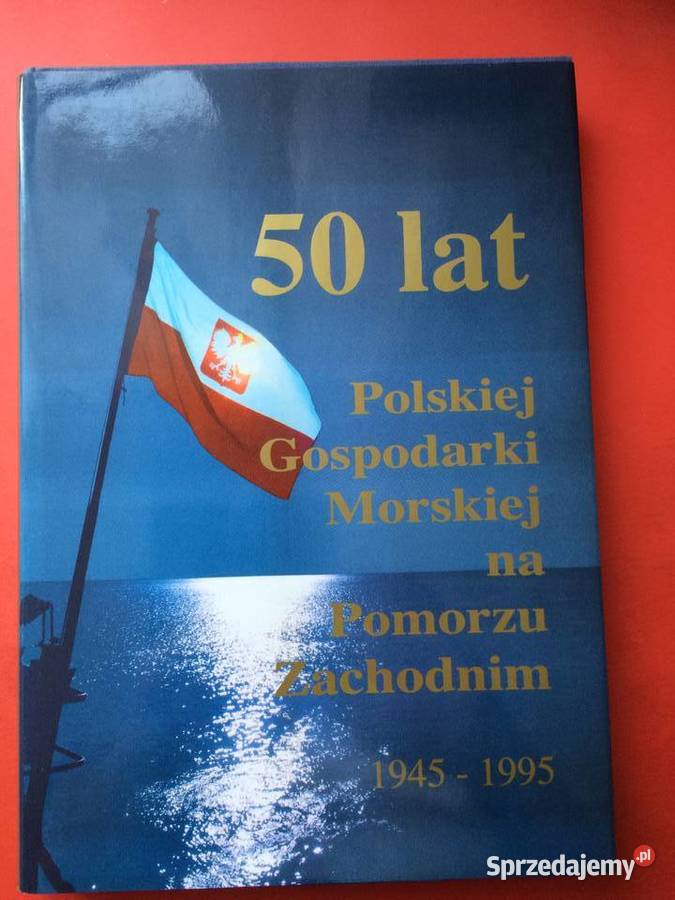 50 lat
Polskiej
Gospodarki
Morskiej
na
Pomorzu
Zachodnim
1945 - 1995
Sprzedajemy.pl